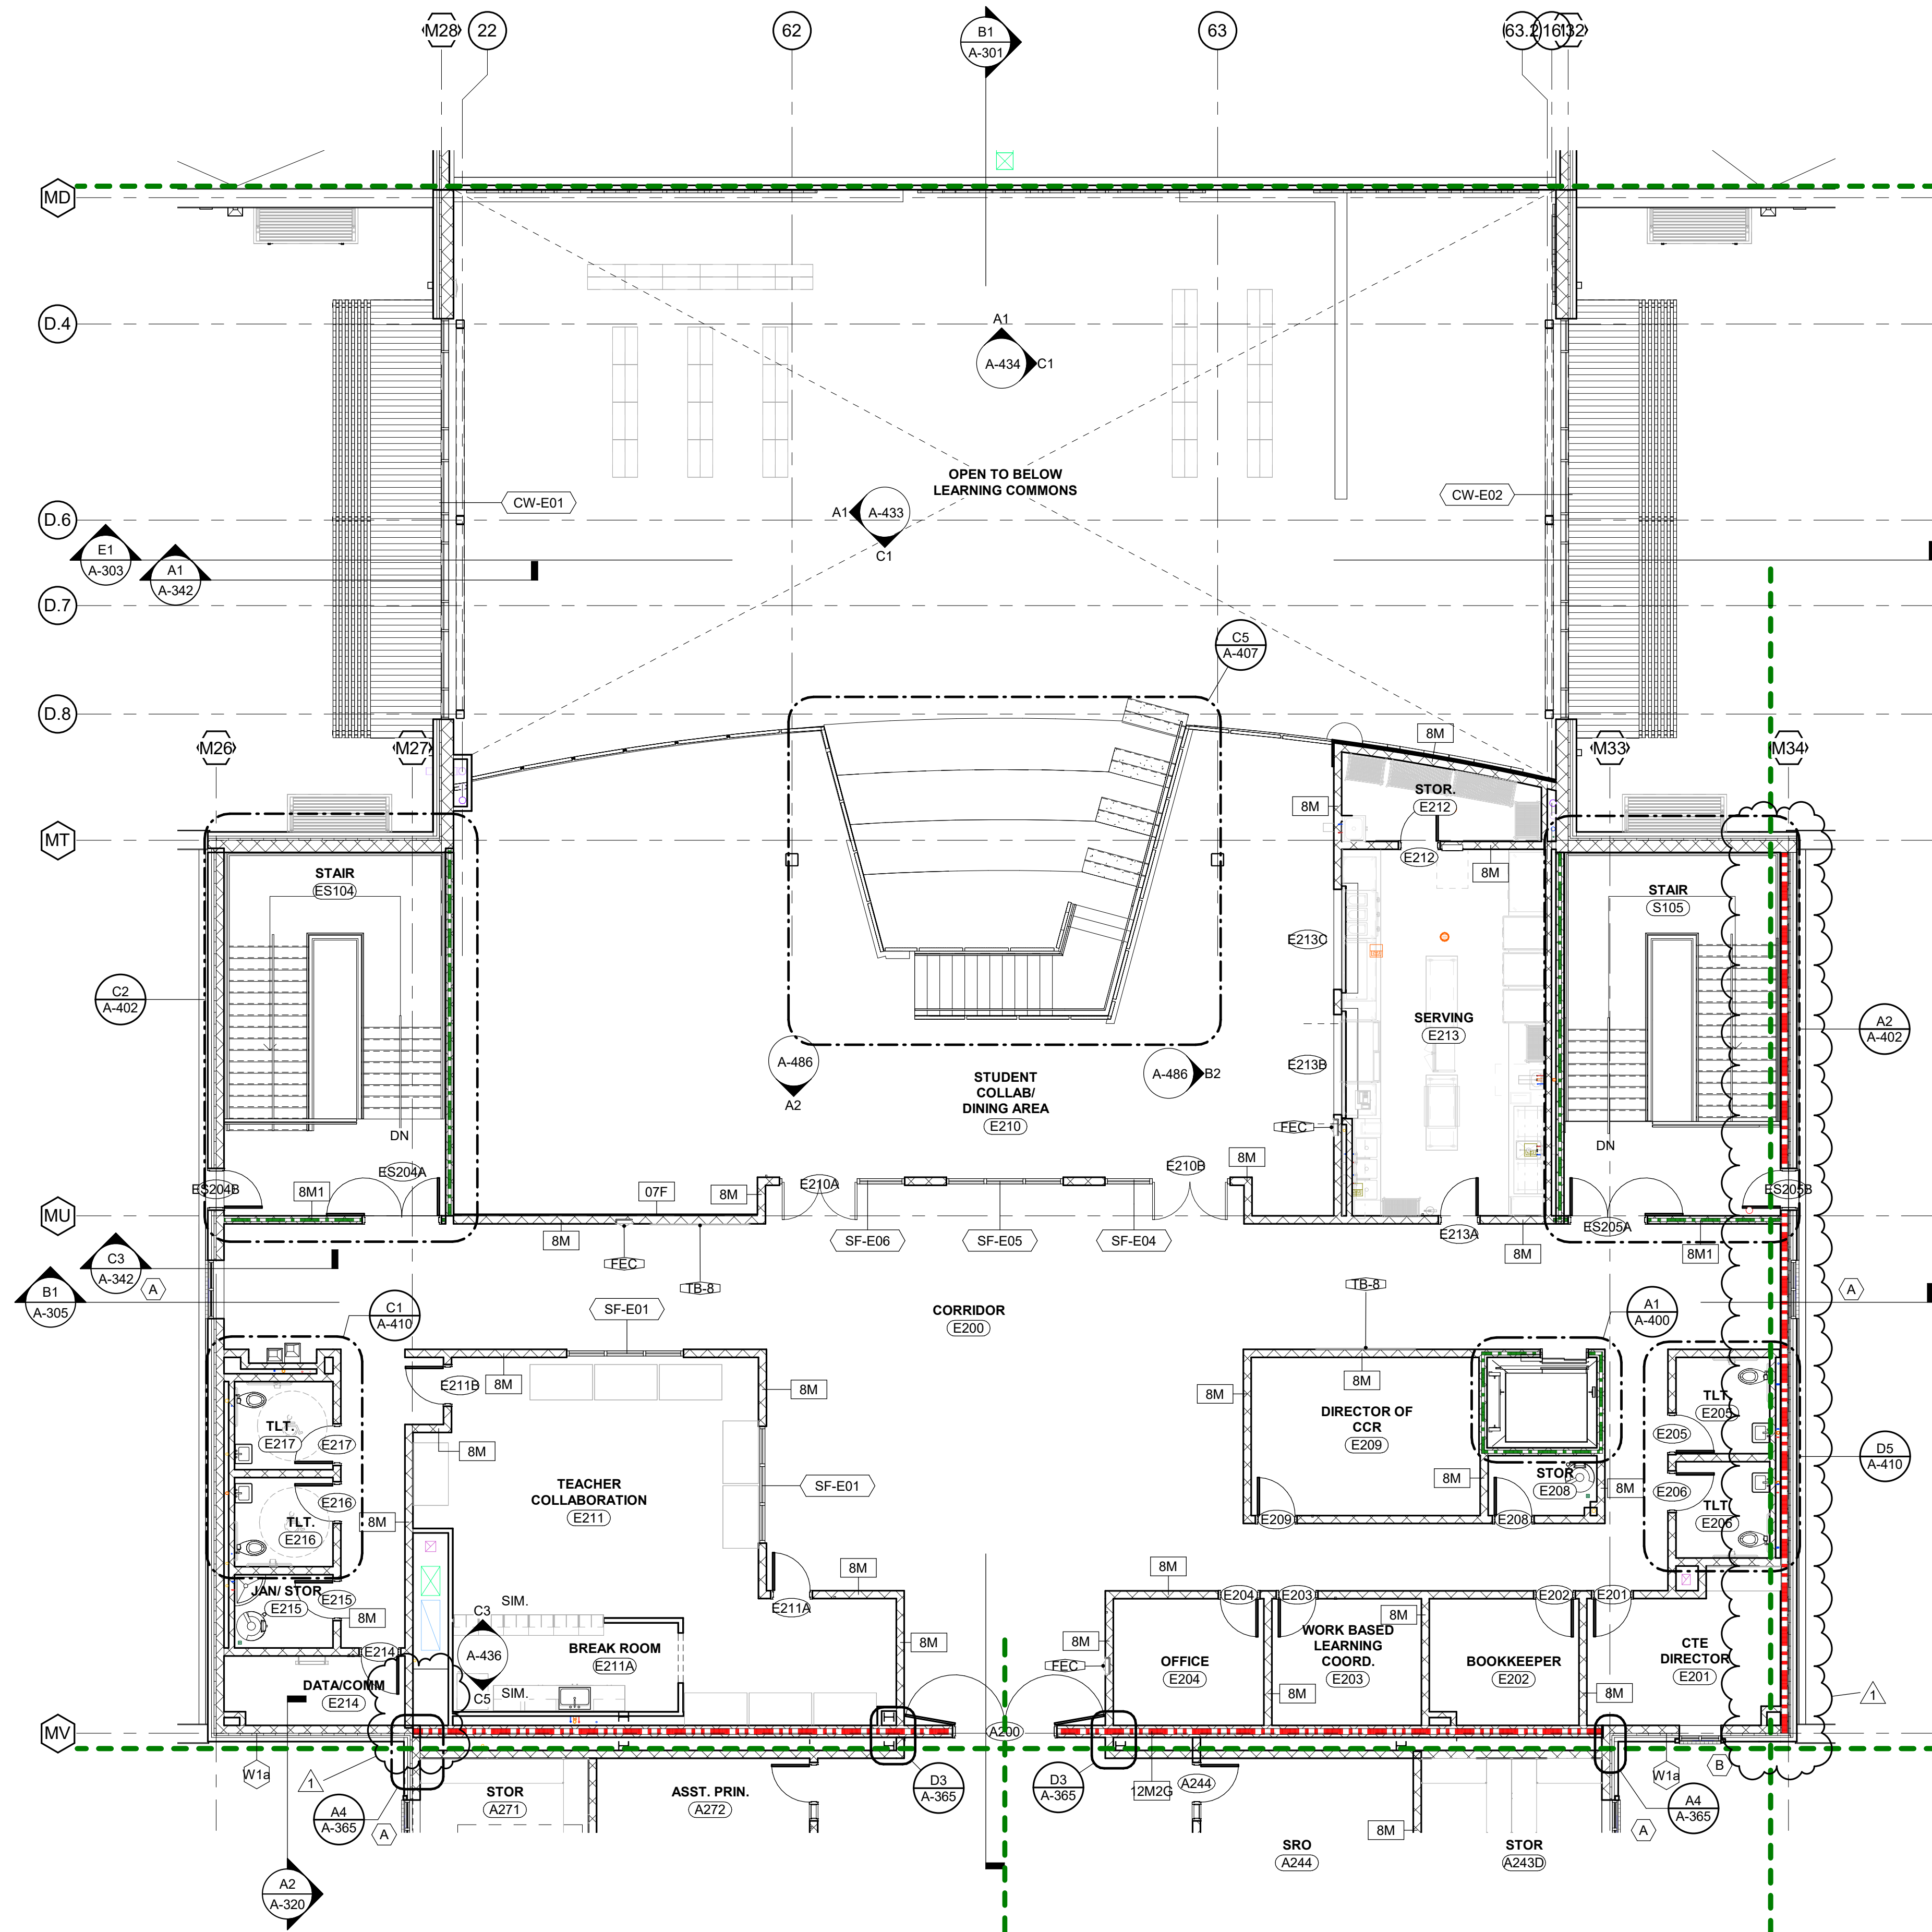 M28
22
62
B1
A-301
63
63.2
161
MD
D.4
A1
A-434
C1
OPEN TO BELOW
LEARNING COMMONS
CW-E01
CW-E02
A1
A-433
C1
D.6
E1
A-303
A1
A-342
D.7
C5
A-407
D.8
M26
M27
8M
M33
M34
STOR.
E212
8M
MT
E212
8M
STAIR
ES104
STAIR
S105
E213C
C2
A-402
SERVING
E213
A2
A-402
A-486
A2
E213B
A-486
B2
STUDENT
COLLAB/
DINING AREA
E210
FEC
DN
DN
ES204A
E210B
8M
ES204B
8M1
07F
8M
E210A
ES205B
MU
ES205A
E213A
8M
SF-E06
SF-E05
SF-E04
8M
8M1
FEC
TB-8
TB-8
C3
A-342
A
A
B1
A-305
C1
A-410
SF-E01
CORRIDOR
E200
A1
A-400
E211B
8M
8M
8M
8M
TLT.
E205
DIRECTOR OF
CCR
E209
TLT.
E217
E217
E205
8M
D5
A-410
TEACHER
COLLABORATION
E211
SF-E01
8M
STOR
E208
8M
E216
E206
TLT.
E216
8M
E209
E208
TLT.
E206
8M
8M
JAN/ STOR
E215
E215
8M
SIM.
C3
E211A
E204
E203
E202
E201
8M
A-436
C5
SIM.
BREAK ROOM
E211A
8M
8M
FEC
OFFICE
E204
WORK BASED
LEARNING
COORD.
E203
8M
BOOKKEEPER
E202
8M
CTE
DIRECTOR
E201
E214
DATA/COMM
E214
1
MV
A200
W1a
1
A4
A-365
A
STOR
A271
ASST. PRIN.
A272
D3
A-365
D3
A-365
12M2G
A244
W1a
B
A4
A-365
A
8M
SRO
A244
STOR
A243D
A2
A-320